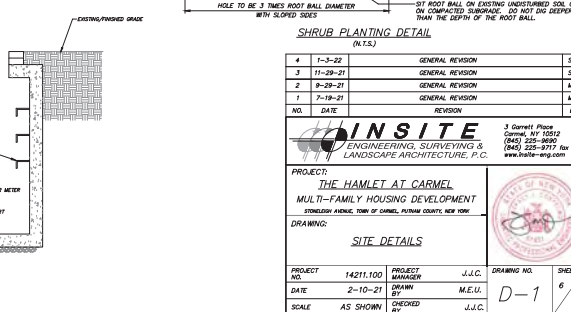 EXISTING/FINISHED GRADE
HOLE TO BE 3 TIMES ROOT BALL DIAMETER
WITH SLOPED SIDES
SIT ROOT BALL ON EXISTING UNDISTURBED SOIL
ON COMPACTED SUBGRADE. DO NOT DIG DEEPER
THAN THE DEPTH OF THE ROOT BALL.
SHRUB PLANTING DETAIL
(N.T.S.)
4 1-3-22 GENERAL REVISION
3 11-29-21 GENERAL REVISION
2 9-29-21 GENERAL REVISION
1 7-19-21 GENERAL REVISION
NO. DATE REVISION
INSITE
ENGINEERING, SURVEYING &
LANDSCAPE ARCHITECTURE, P.C.
3 Garrett Place
Carmel, NY 10512
(845) 225-9690
(845) 225-9717 fax
www.insite-eng.com
METER
PROJECT:
THE HAMLET AT CARMEL
MULTI-FAMILY HOUSING DEVELOPMENT
STONELEIGH AVENUE, TOWN OF CARMEL, PUTNAM COUNTY, NEW YORK
DRAWING:
SITE DETAILS
PROJECT NO. 14211.100 PROJECT MANAGER J.J.C. DRAWING NO.
DATE 2-10-21 DRAWN BY M.E.U. D-1 6
SCALE AS SHOWN CHECKED BY J.J.C.